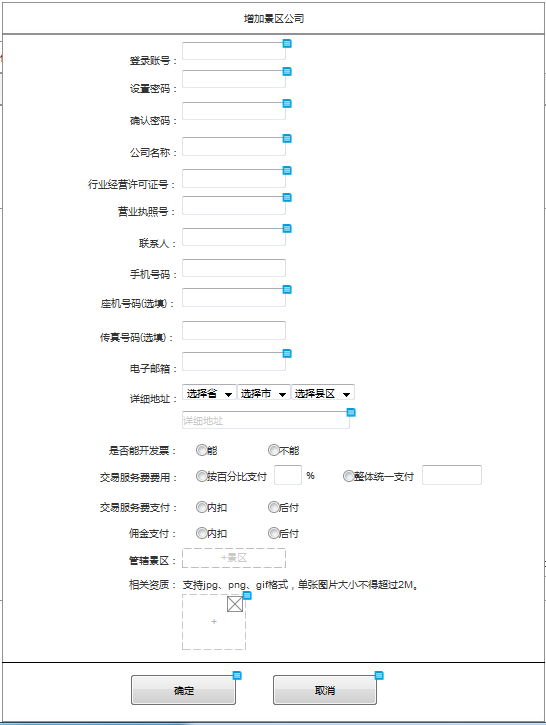 增加景区公司
登录账号：
设置密码：
确认密码：
公司名称：
行业经营许可证号：
营业执照号：
联系人：
手机号码：
座机号码(选填)：
传真号码(选填)：
电子邮箱：
详细地址： 选择省 选择市 选择县区
详细地址
是否能开发票： 能 不能
交易服务费费用： 按百分比支付 % 整体统一支付
交易服务费支付： 内扣 后付
佣金支付： 内扣 后付
管辖景区： +景区
相关资质： 支持jpg、png、gif格式，单张图片大小不得超过2M。
+
确定 取消